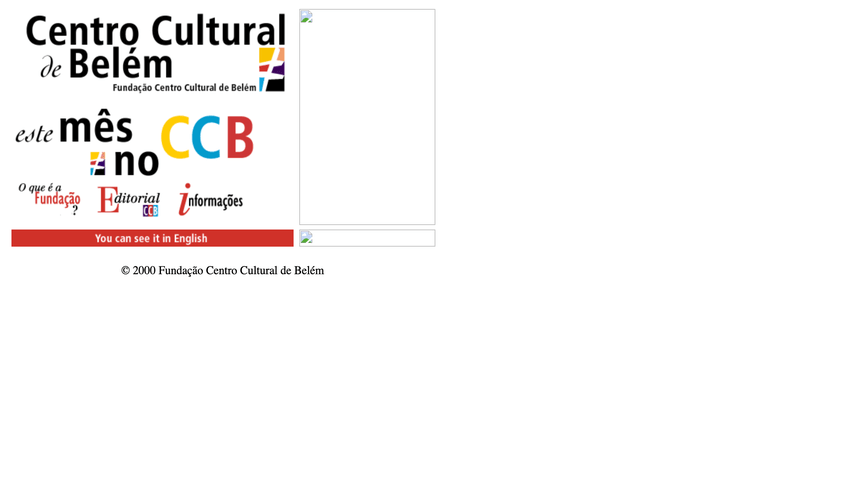 Centro Cultural
de Belém
Fundação Centro Cultural de Belém
este mês
no CCB
O que é a
Fundação
?
Editorial
CCB
informações
You can see it in English
© 2000 Fundação Centro Cultural de Belém